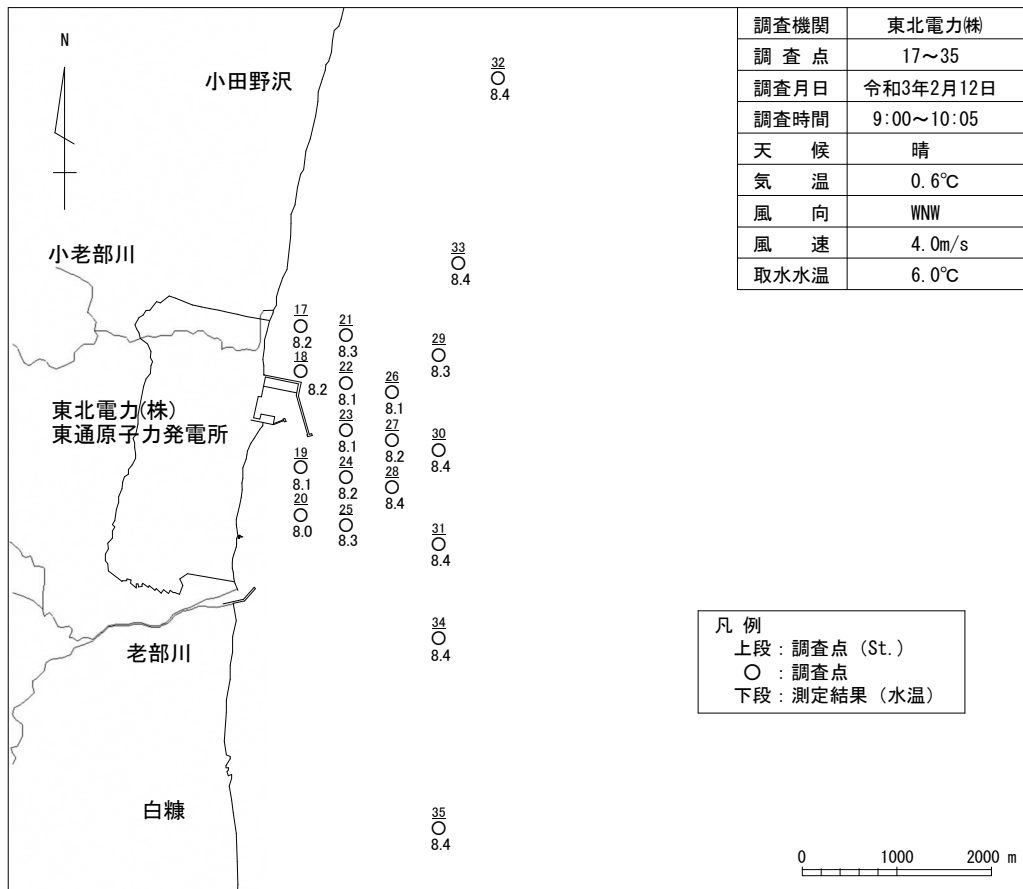 N
小田野沢
小老部川
東北電力(株)
東通原子力発電所
老部川
白糠
調査機関 東北電力㈱
調査点 17～35
調査月日 令和3年2月12日
調査時間 9:00～10:05
天候 晴
気温 0.6℃
風向 WNW
風速 4.0m/s
取水水温 6.0℃
32
8.4
33
8.4
17
8.2
21
8.3
29
8.3
18
8.2
22
8.1
26
8.1
23
8.1
27
8.2
30
8.4
19
8.1
24
8.2
28
8.4
20
8.0
25
8.3
31
8.4
34
8.4
35
8.4
凡例
上段：調査点（St.）
○：調査点
下段：測定結果（水温）
0 1000 2000 m